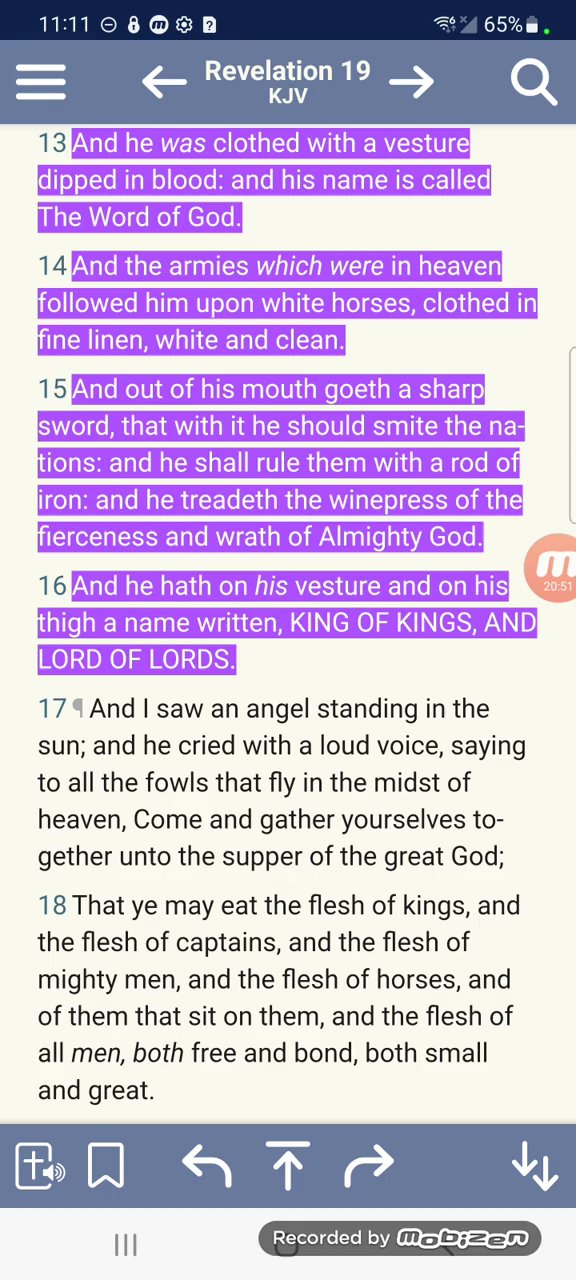 11:11 65%
Revelation 19
KJV
13 And he was clothed with a vesture
dipped in blood: and his name is called
The Word of God.
14 And the armies which were in heaven
followed him upon white horses, clothed in
fine linen, white and clean.
15 And out of his mouth goeth a sharp
sword, that with it he should smite the na-
tions: and he shall rule them with a rod of
iron: and he treadeth the winepress of the
fierceness and wrath of Almighty God.
16 And he hath on his vesture and on his
thigh a name written, KING OF KINGS, AND
LORD OF LORDS.
17 ¶ And I saw an angel standing in the
sun; and he cried with a loud voice, saying
to all the fowls that fly in the midst of
heaven, Come and gather yourselves to-
gether unto the supper of the great God;
18 That ye may eat the flesh of kings, and
the flesh of captains, and the flesh of
mighty men, and the flesh of horses, and
of them that sit on them, and the flesh of
all men, both free and bond, both small
and great.
m
20:51
Recorded by mobizen